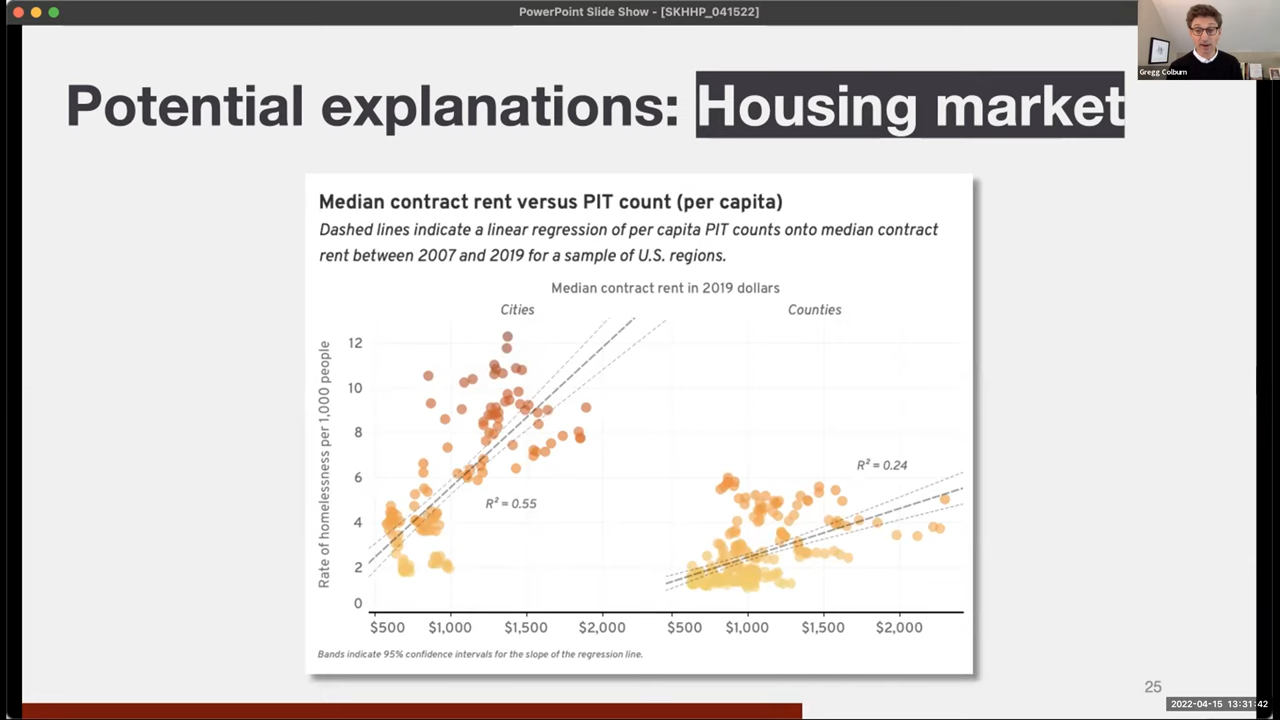 PowerPoint Slide Show - [SKHHP_041522]
Gregg Colburn
Potential explanations: Housing market
Median contract rent versus PIT count (per capita)
Dashed lines indicate a linear regression of per capita PIT counts onto median contract
rent between 2007 and 2019 for a sample of U.S. regions.
Median contract rent in 2019 dollars
Cities
Counties
Rate of homelessness per 1,000 people
12
10
8
6
4
2
0
R² = 0.55
R² = 0.24
$500 $1,000 $1,500 $2,000
$500 $1,000 $1,500 $2,000
Bands indicate 95% confidence intervals for the slope of the regression line.
25
2022-04-15 13:31:42